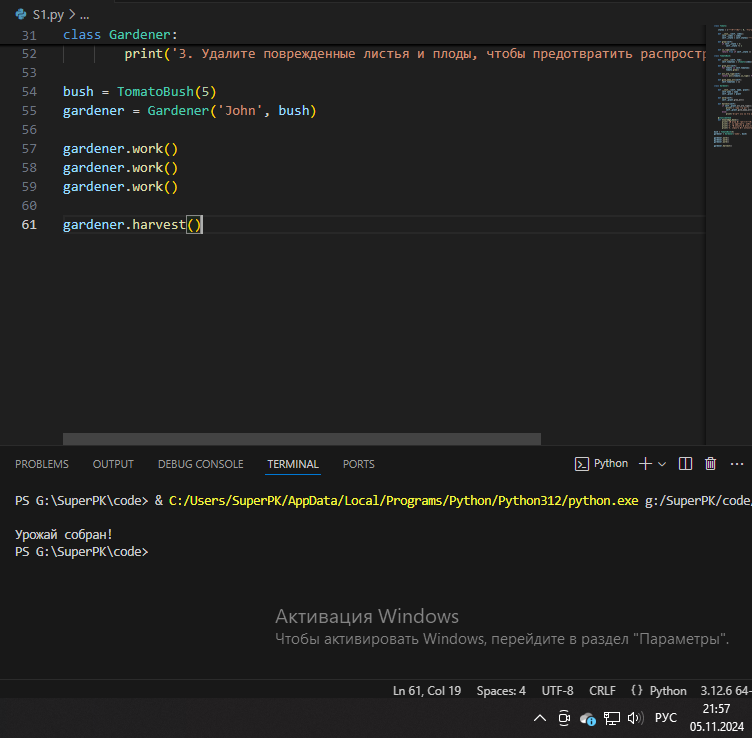 S1.py > ...
31 class Gardener:
52 print('3. Удалите поврежденные листья и плоды, чтобы предотвратить распростр
53
54 bush = TomatoBush(5)
55 gardener = Gardener('John', bush)
56
57 gardener.work()
58 gardener.work()
59 gardener.work()
60
61 gardener.harvest()
PROBLEMS OUTPUT DEBUG CONSOLE TERMINAL PORTS Python
PS G:\SuperPK\code> & C:/Users/SuperPK/AppData/Local/Programs/Python/Python312/python.exe g:/SuperPK/code/
Урожай собран!
PS G:\SuperPK\code>
Активация Windows
Чтобы активировать Windows, перейдите в раздел "Параметры".
Ln 61, Col 19 Spaces: 4 UTF-8 CRLF {} Python 3.12.6 64-
21:57
РУС
05.11.2024